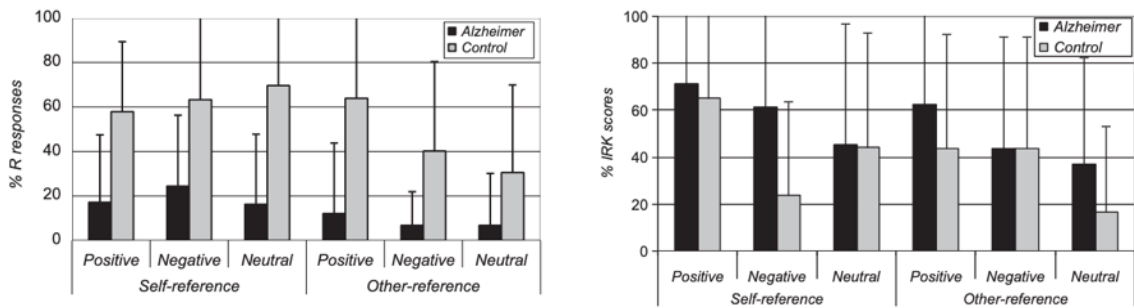 100
80
60
40
20
0
% R responses
Alzheimer
Control
Positive Negative Neutral Positive Negative Neutral
Self-reference Other-reference
100
80
60
40
20
0
% IRK scores
Alzheimer
Control
Positive Negative Neutral Positive Negative Neutral
Self-reference Other-reference